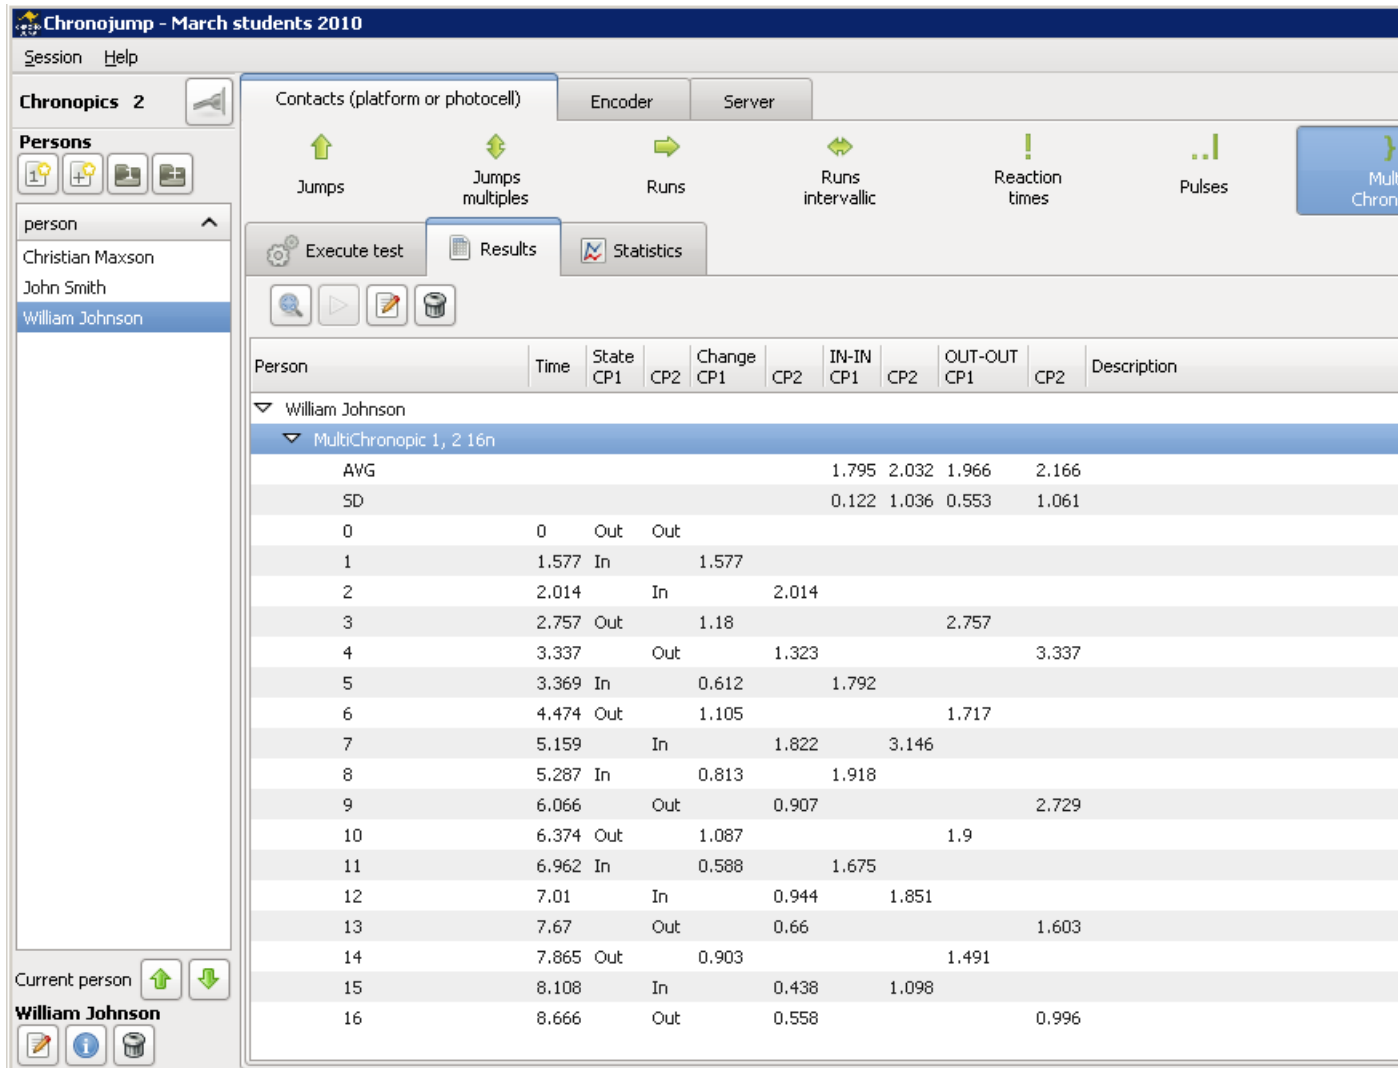 Chronojump - March students 2010
Session Help
Chronopics 2
Contacts (platform or photocell) Encoder Server
Persons
Jumps
Jumps multiples
Runs
Runs intervallic
Reaction times
Pulses
person
Christian Maxson
John Smith
William Johnson
Execute test Results Statistics
Person Time State CP1 CP2 Change CP1 CP2 IN-IN CP1 CP2 OUT-OUT CP1 CP2 Description
William Johnson
MultiChronopic 1, 2 16n
AVG 1.795 2.032 1.966 2.166
SD 0.122 1.036 0.553 1.061
0 0 Out Out
1 1.577 In 1.577
2 2.014 In 2.014
3 2.757 Out 1.18 2.757
4 3.337 Out 1.323 3.337
5 3.369 In 0.612 1.792
6 4.474 Out 1.105 1.717
7 5.159 In 1.822 3.146
8 5.287 In 0.813 1.918
9 6.066 Out 0.907 2.729
10 6.374 Out 1.087 1.9
11 6.962 In 0.588 1.675
12 7.01 In 0.944 1.851
13 7.67 Out 0.66 1.603
14 7.865 Out 0.903 1.491
15 8.108 In 0.438 1.098
16 8.666 Out 0.558 0.996
Current person
William Johnson